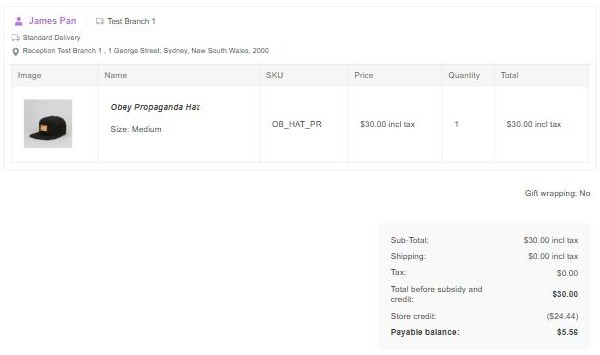 James Pan Test Branch 1
Standard Delivery
Reception Test Branch 1 , 1 George Street, Sydney, New South Wales, 2000
Image Name SKU Price Quantity Total
Obey Propaganda Hat
Size: Medium
OB_HAT_PR $30.00 incl tax 1 $30.00 incl tax
Gift wrapping: No
Sub-Total: $30.00 incl tax
Shipping: $0.00 incl tax
Tax: $0.00
Total before subsidy and
credit: $30.00
Store credit: ($24.44)
Payable balance: $5.56